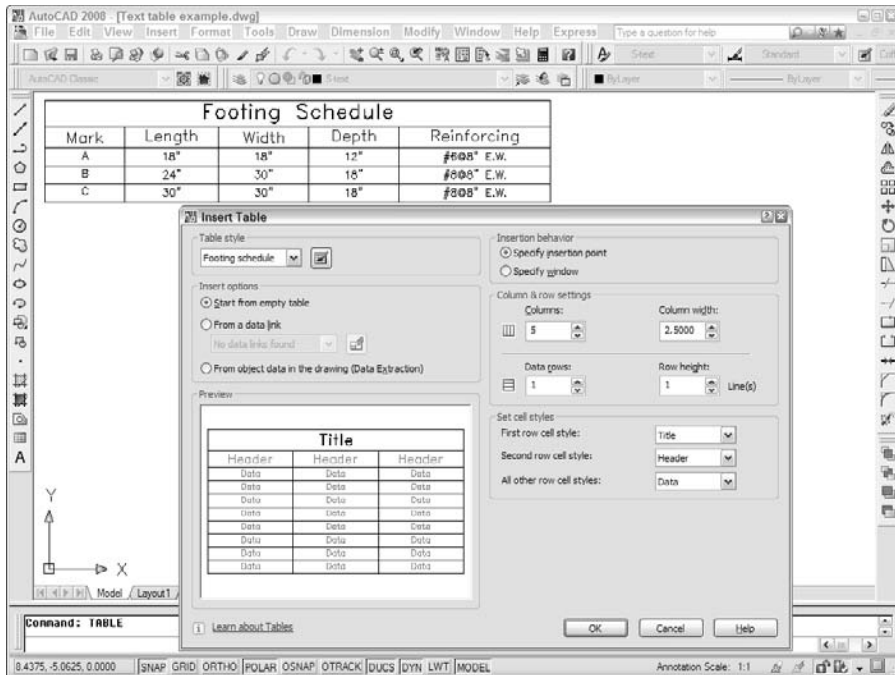 AutoCAD 2008 - [Text table example.dwg]
File Edit View Insert Format Tools Draw Dimension Modify Window Help Express Type a question for help
S-text Standard
AutoCAD Classic S-text ByLayer ByLayer
Footing Schedule
Mark Length Width Depth Reinforcing
A 18" 18" 12" E.W.
B 24" 30" 18" E.W.
C 30" 30" 18" E.W.
Insert Table
Table style
Footing schedule
Insert options
Start from empty table
From a data link
No data links found
From object data in the drawing (Data Extraction)
Preview
Title
Header Header Header
Data Data Data
Data Data Data
Data Data Data
Data Data Data
Data Data Data
Data Data Data
Data Data Data
Data Data Data
Insertion behavior
Specify insertion point
Specify window
Column & row settings
Columns: Column width:
5 2.5000
Data rows: Row height:
1 1 Line(s)
Set cell styles
First row cell style: Title
Second row cell style: Header
All other row cell styles: Data
Learn about Tables
OK Cancel Help
Y
X
Model Layout1
Command: TABLE
8.4375, -5.0625, 0.0000 SNAP GRID ORTHO POLAR OSNAP OTRACK DUCS DYN LWT MODEL Annotation Scale: 1:1